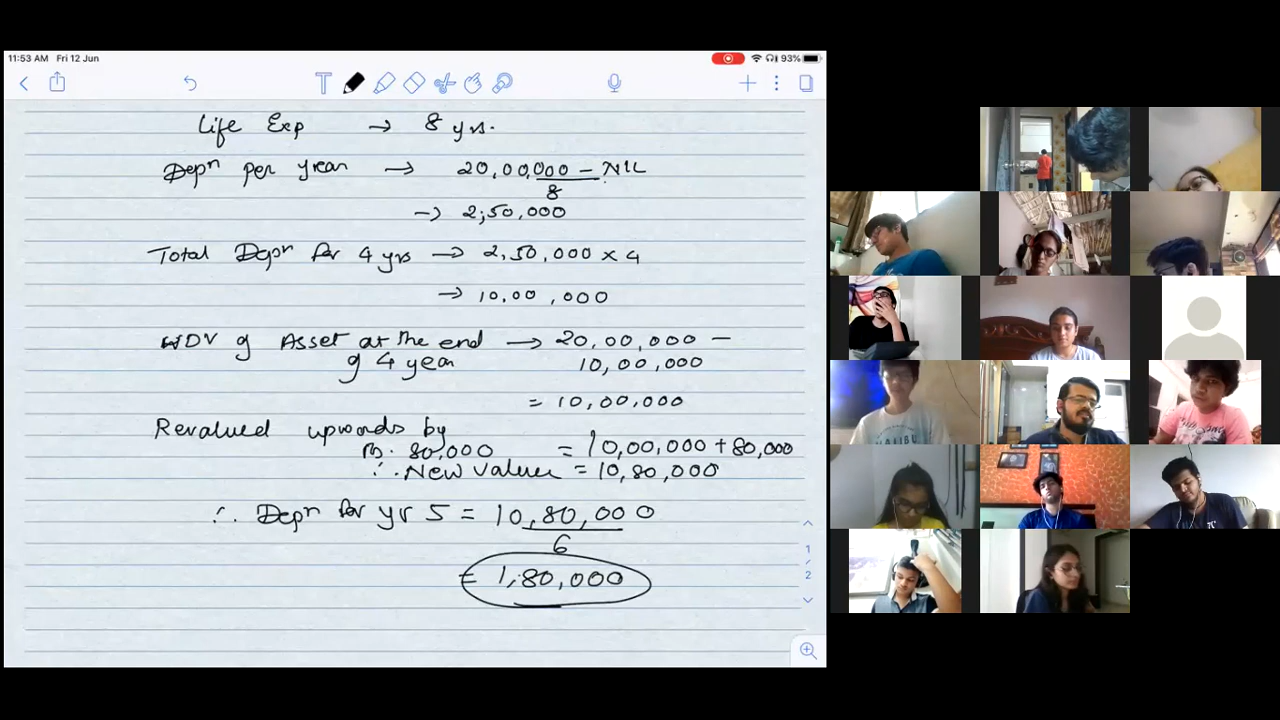 11:53 AM Fri 12 Jun
93%
T
Life Exp → 8 yrs.
Depn per year → 20,00,000 - NIL
8
→ 2,50,000
Total Depn for 4 yrs → 2,50,000 × 4
→ 10,00,000
WDV of Asset at the end → 20,00,000 -
of 4 year 10,00,000
= 10,00,000
Revalued upwards by
Rs. 80,000 = 10,00,000 + 80,000
∴ New value = 10,80,000
∴ Depn for yr 5 = 10,80,000
6
= 1,80,000
1
2